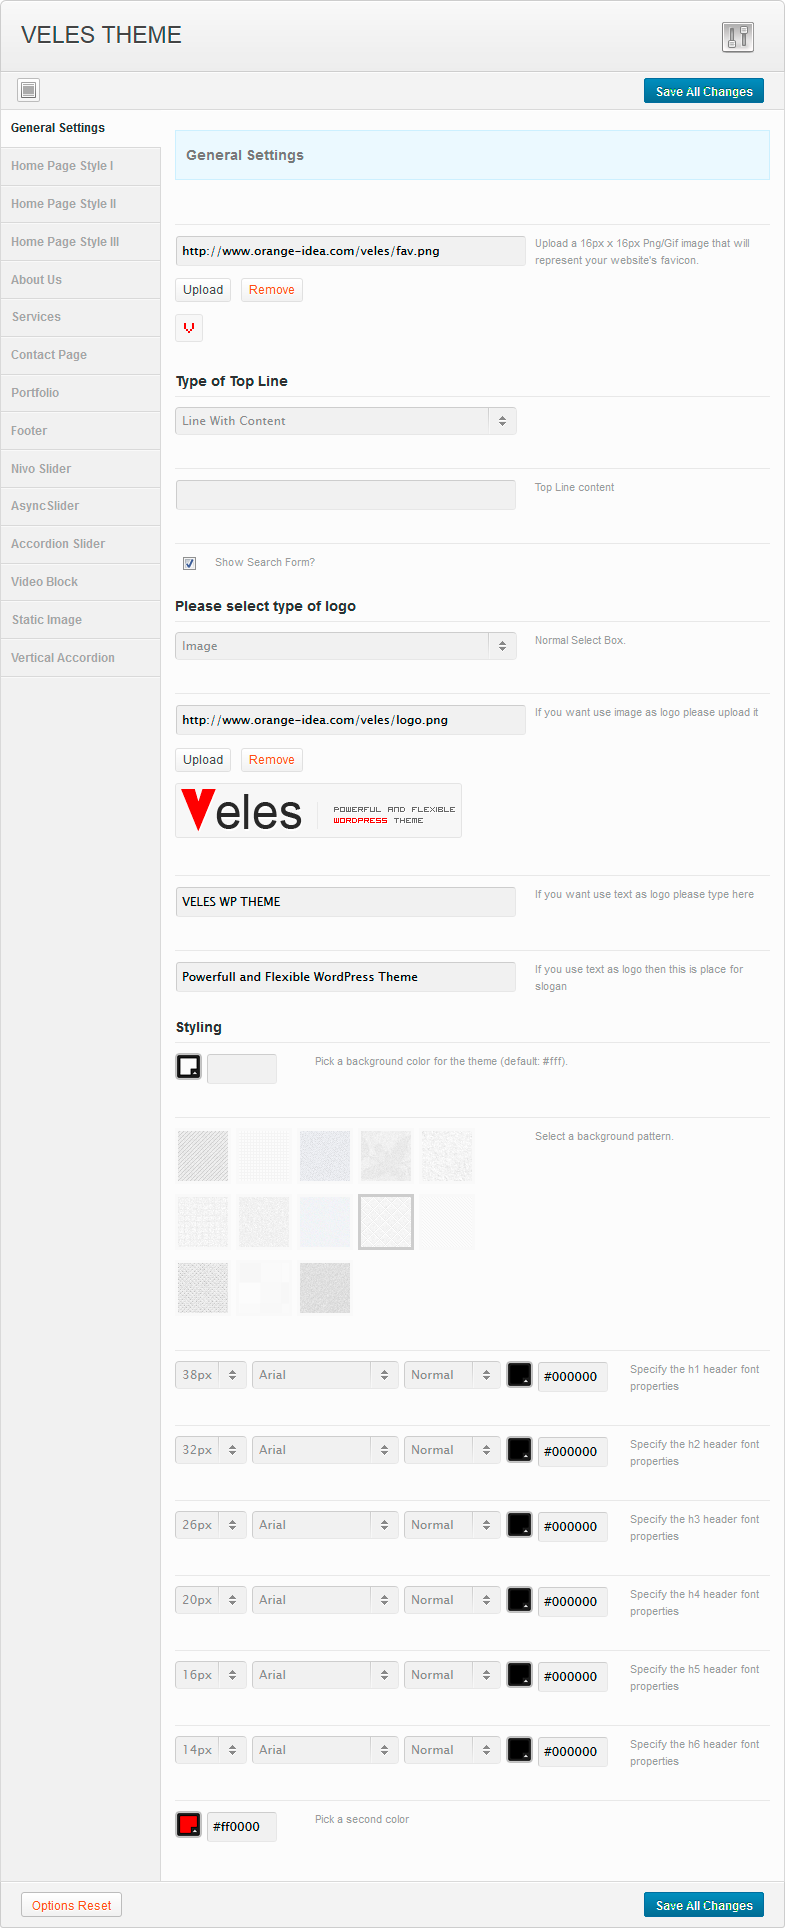 VELES THEME
Save All Changes
General Settings
Home Page Style I
Home Page Style II
Home Page Style III
About Us
Services
Contact Page
Portfolio
Footer
Nivo Slider
AsyncSlider
Accordion Slider
Video Block
Static Image
Vertical Accordion
General Settings
http://www.orange-idea.com/veles/fav.png
Upload a 16px x 16px Png/Gif image that will
represent your website's favicon.
Upload Remove
V
Type of Top Line
Line With Content
Top Line content
Show Search Form?
Please select type of logo
Image
Normal Select Box.
http://www.orange-idea.com/veles/logo.png
If you want use image as logo please upload it
Upload Remove
Veles
POWERFUL AND FLEXIBLE
WORDPRESS THEME
VELES WP THEME
If you want use text as logo please type here
Powerfull and Flexible WordPress Theme
If you use text as logo then this is place for
slogan
Styling
Pick a background color for the theme (default: #fff).
Select a background pattern.
38px Arial Normal #000000
Specify the h1 header font
properties
32px Arial Normal #000000
Specify the h2 header font
properties
26px Arial Normal #000000
Specify the h3 header font
properties
20px Arial Normal #000000
Specify the h4 header font
properties
16px Arial Normal #000000
Specify the h5 header font
properties
14px Arial Normal #000000
Specify the h6 header font
properties
#ff0000
Pick a second color
Options Reset
Save All Changes